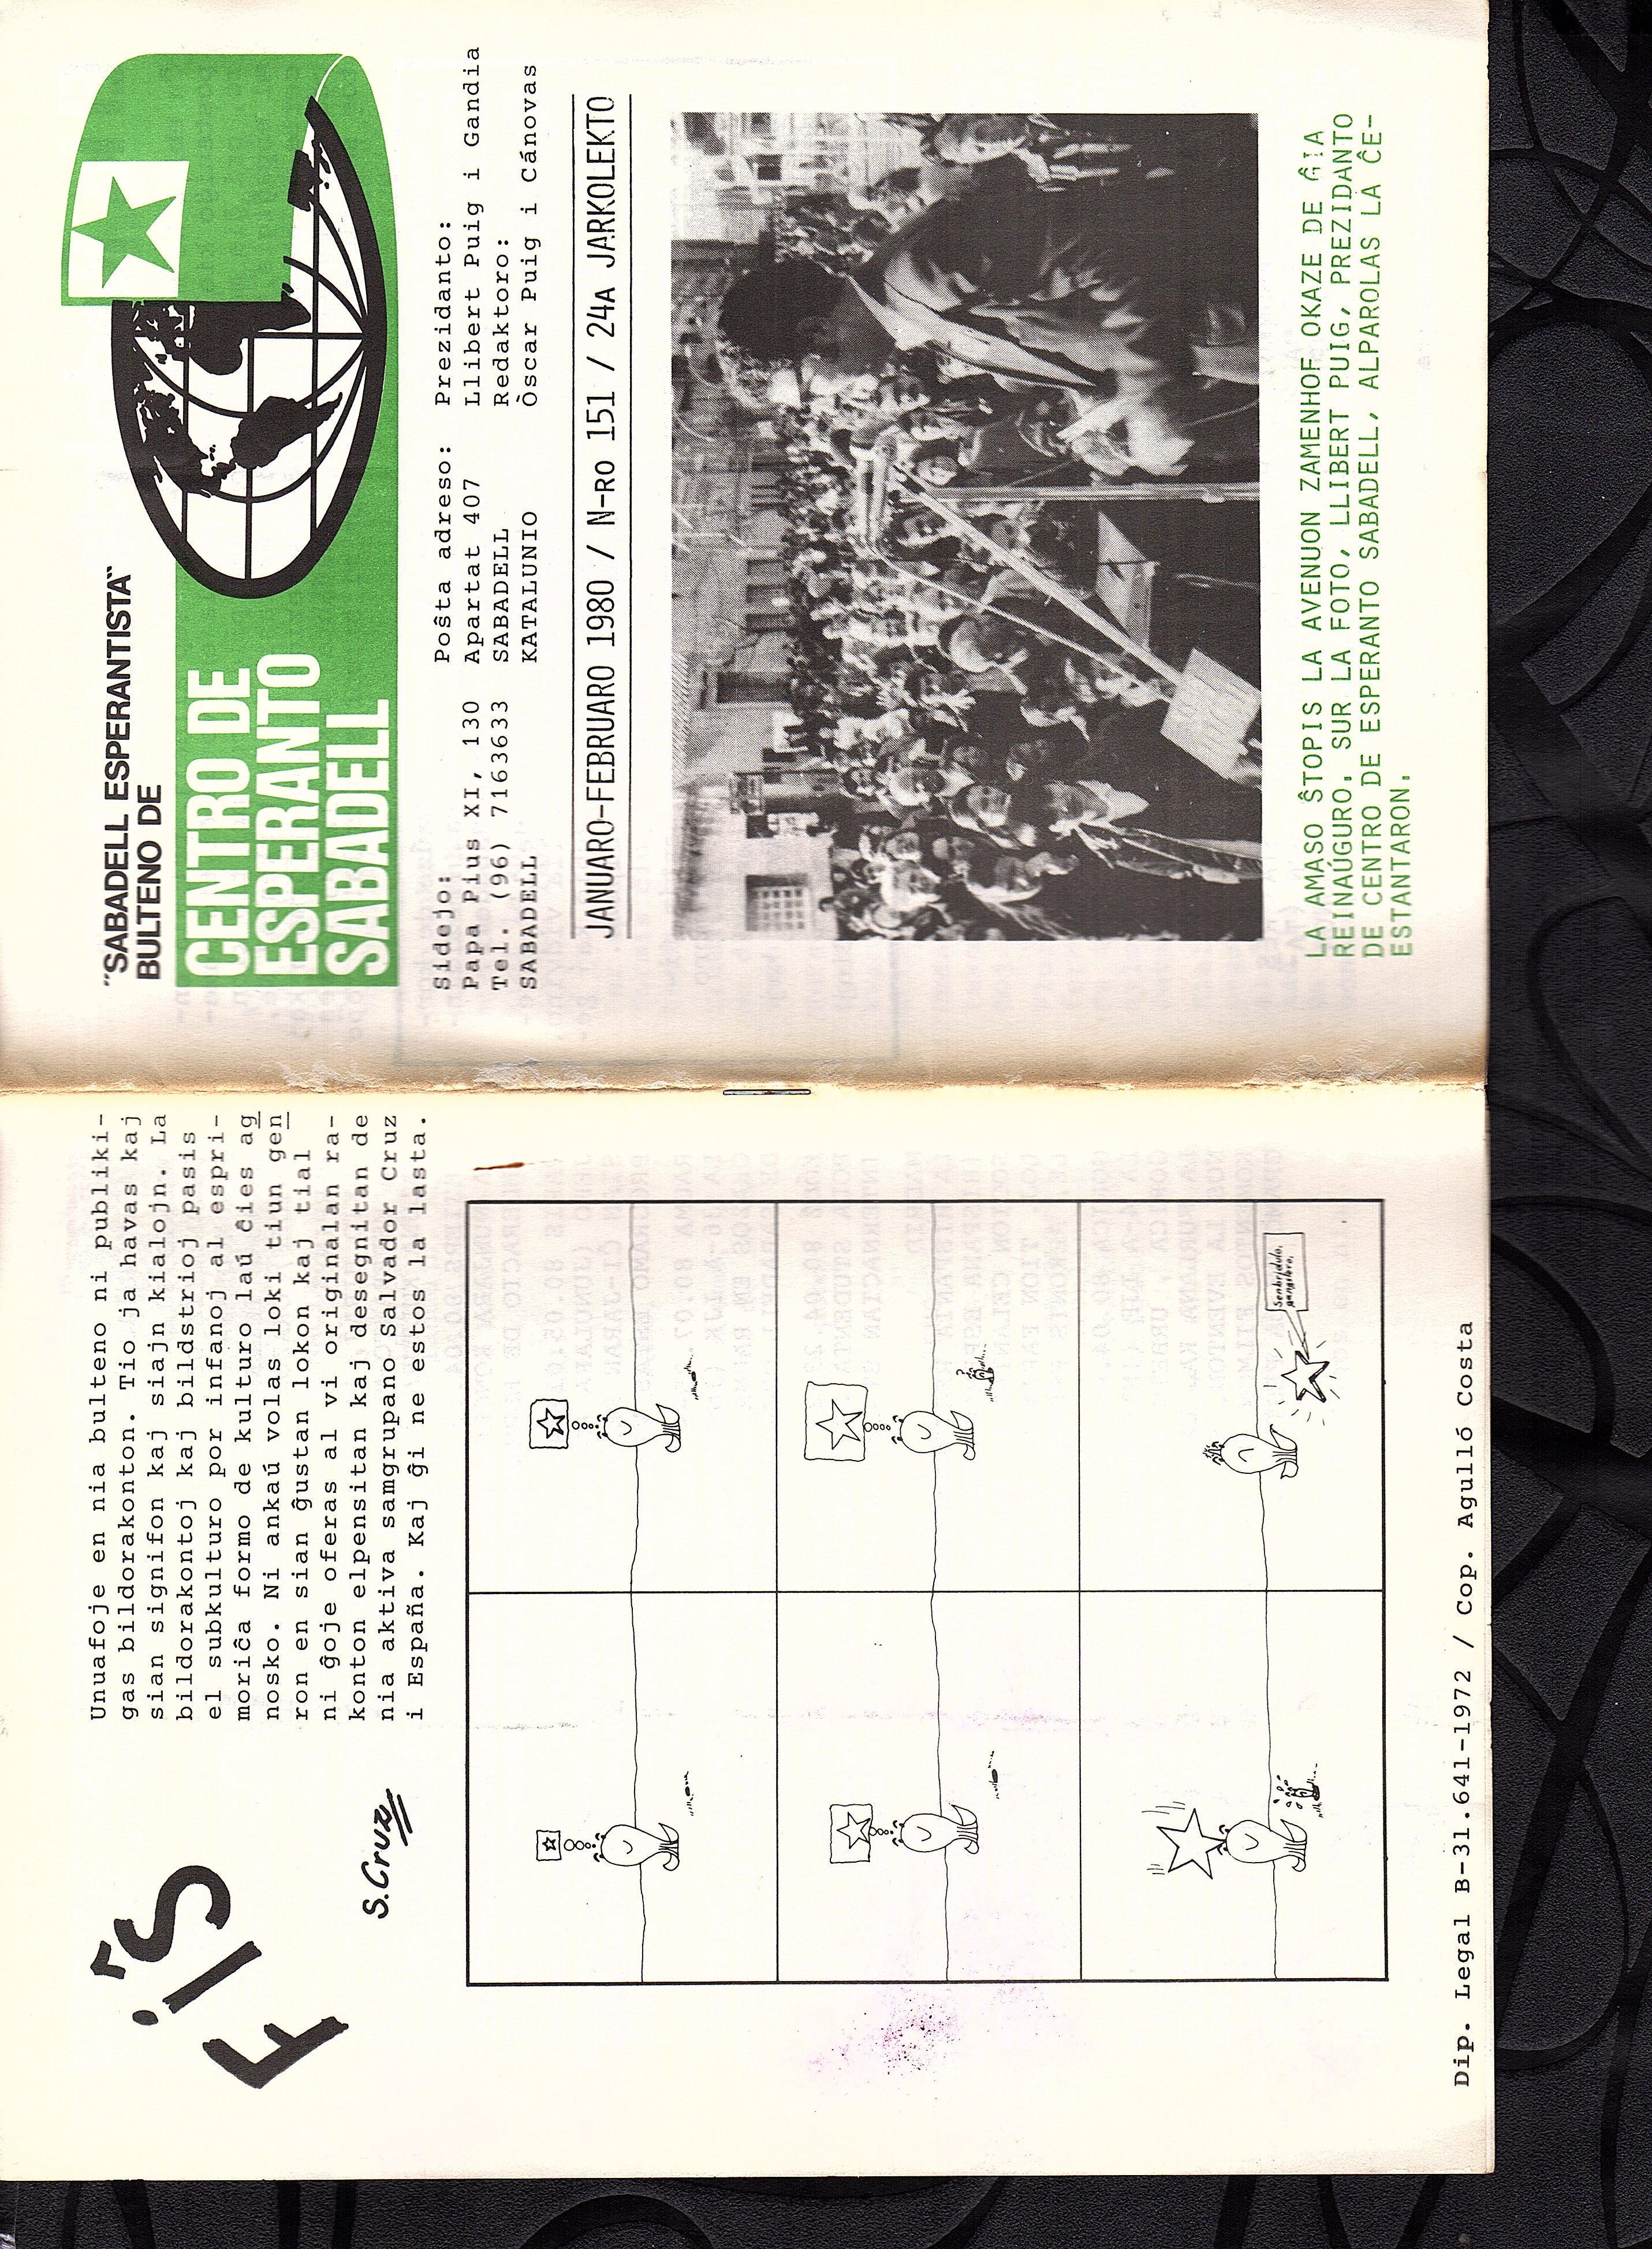 "SABADELL ESPERANTISTA"
BULTENO DE
CENTRO DE
ESPERANTO
SABADELL
Sidejo:
Papa Pius XI, 130
Tel. (96) 7163633
SABADELL
Poŝta adreso:
Apartat 407
SABADELL
KATALUNIO
Prezidanto:
Llibert Puig i Gandia
Redaktoro:
Òscar Puig i Cánovas
JANUARO-FEBRUARO 1980 / N-RO 151 / 24A JARKOLEKTO
LA AMASO ŜTOPIS LA AVENUON ZAMENHOF OKAZE DE ĜIA
REINAŬGURO. SUR LA FOTO, LLIBERT PUIG, PREZIDANTO
DE CENTRO DE ESPERANTO SABADELL, ALPAROLAS LA ĈE-
ESTANTARON.
FiŜ
S. Cruz
Unuafoje en nia bulteno ni publiki-
gas bildorakonton. Tio ja havas kaj
sian signifon kaj siajn kialojn. La
bildorakontoj kaj bildstrioj pasis
el subkulturo por infanoj al espri-
moriĉa formo de kulturo laŭ ĉies ag
nosko. Ni ankaŭ volas loki tiun gen
ron en sian ĝustan lokon kaj tial
ni ĝoje oferas al vi originalan ra-
konton elpensitan kaj desegnitan de
nia aktiva samgrupano Salvador Cruz
i España. Kaj ĝi ne estos la lasta.
Senbridulo,
gangstero,
Dip. Legal B-31.641-1972 / Cop. Agulló Costa